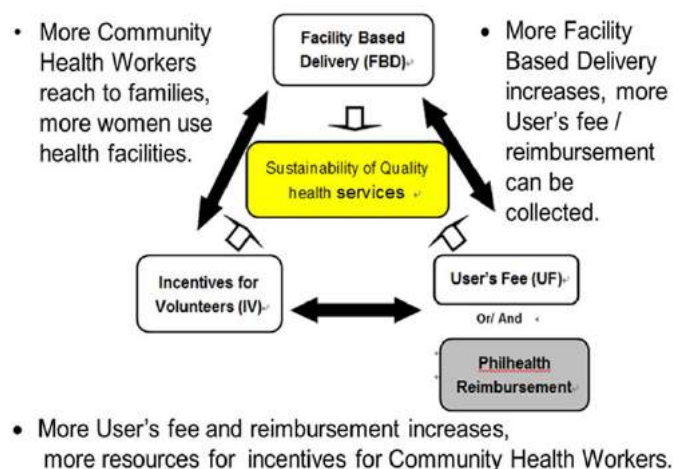 • More Community
Health Workers
reach to families,
more women use
health facilities.
Facility Based
Delivery (FBD)
• More Facility
Based Delivery
increases, more
User's fee /
reimbursement
can be
collected.
Sustainability of Quality
health services
Incentives for
Volunteers (IV)
User's Fee (UF)
Or/ And
Philhealth
Reimbursement
• More User's fee and reimbursement increases,
more resources for incentives for Community Health Workers.